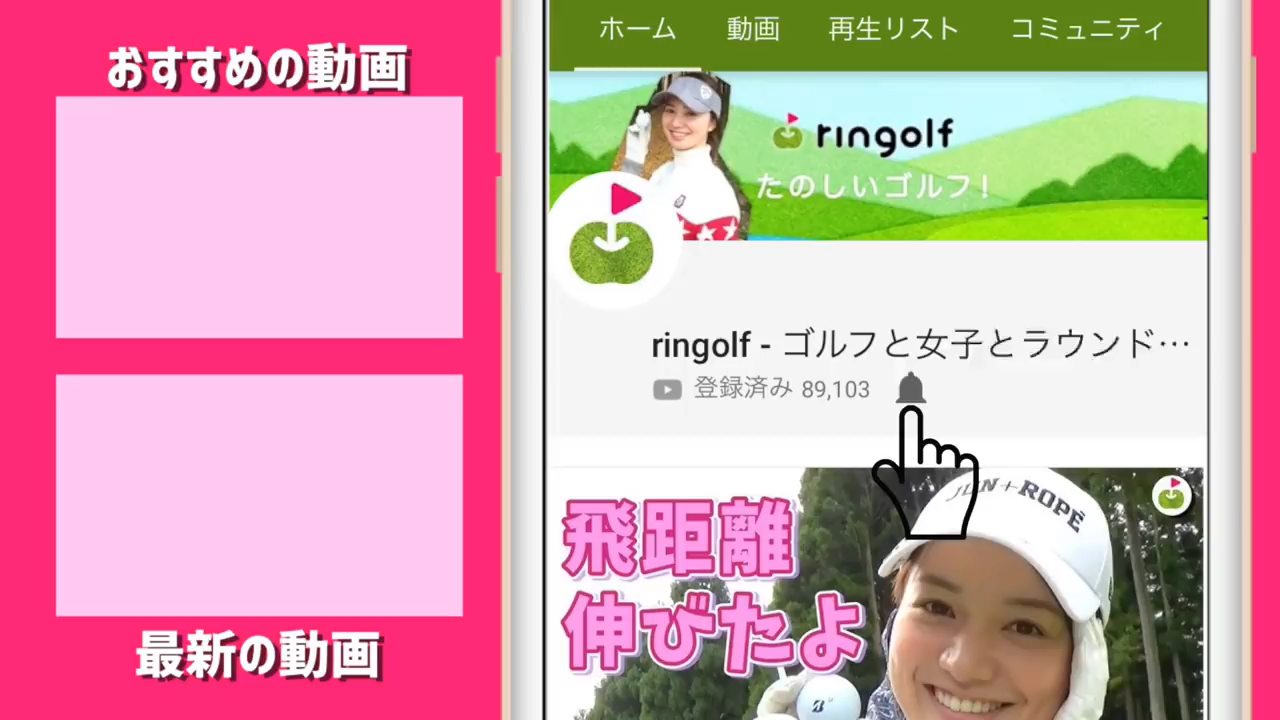 おすすめの動画
最新の動画
ホーム 動画 再生リスト コミュニティ
ringolf
たのしいゴルフ!
ringolf - ゴルフと女子とラウンド…
登録済み 89,103
JUN+ROPÉ
飛距離
伸びたよ
B